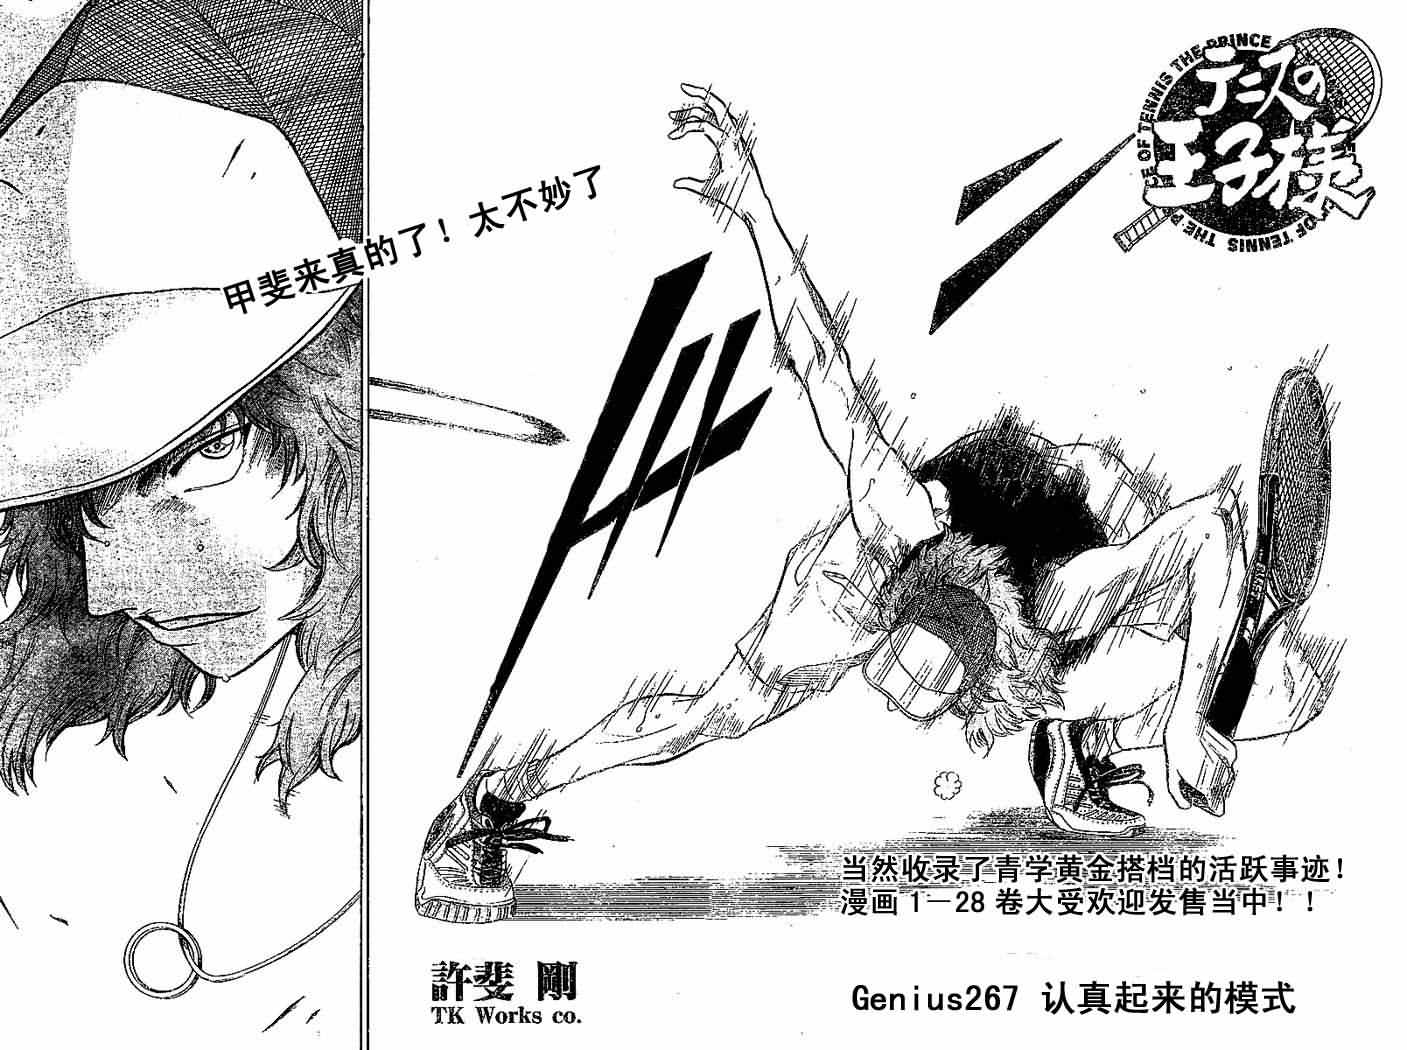 テニスの
王子様
THE PRINCE OF TENNIS THE PRINCE OF TENNIS
甲斐来真的了！太不妙了
ドン
当然收录了青学黄金搭档的活跃事迹！
漫画1－28卷大受欢迎发售当中！！
許斐 剛
TK Works co.
Genius267 认真起来的模式